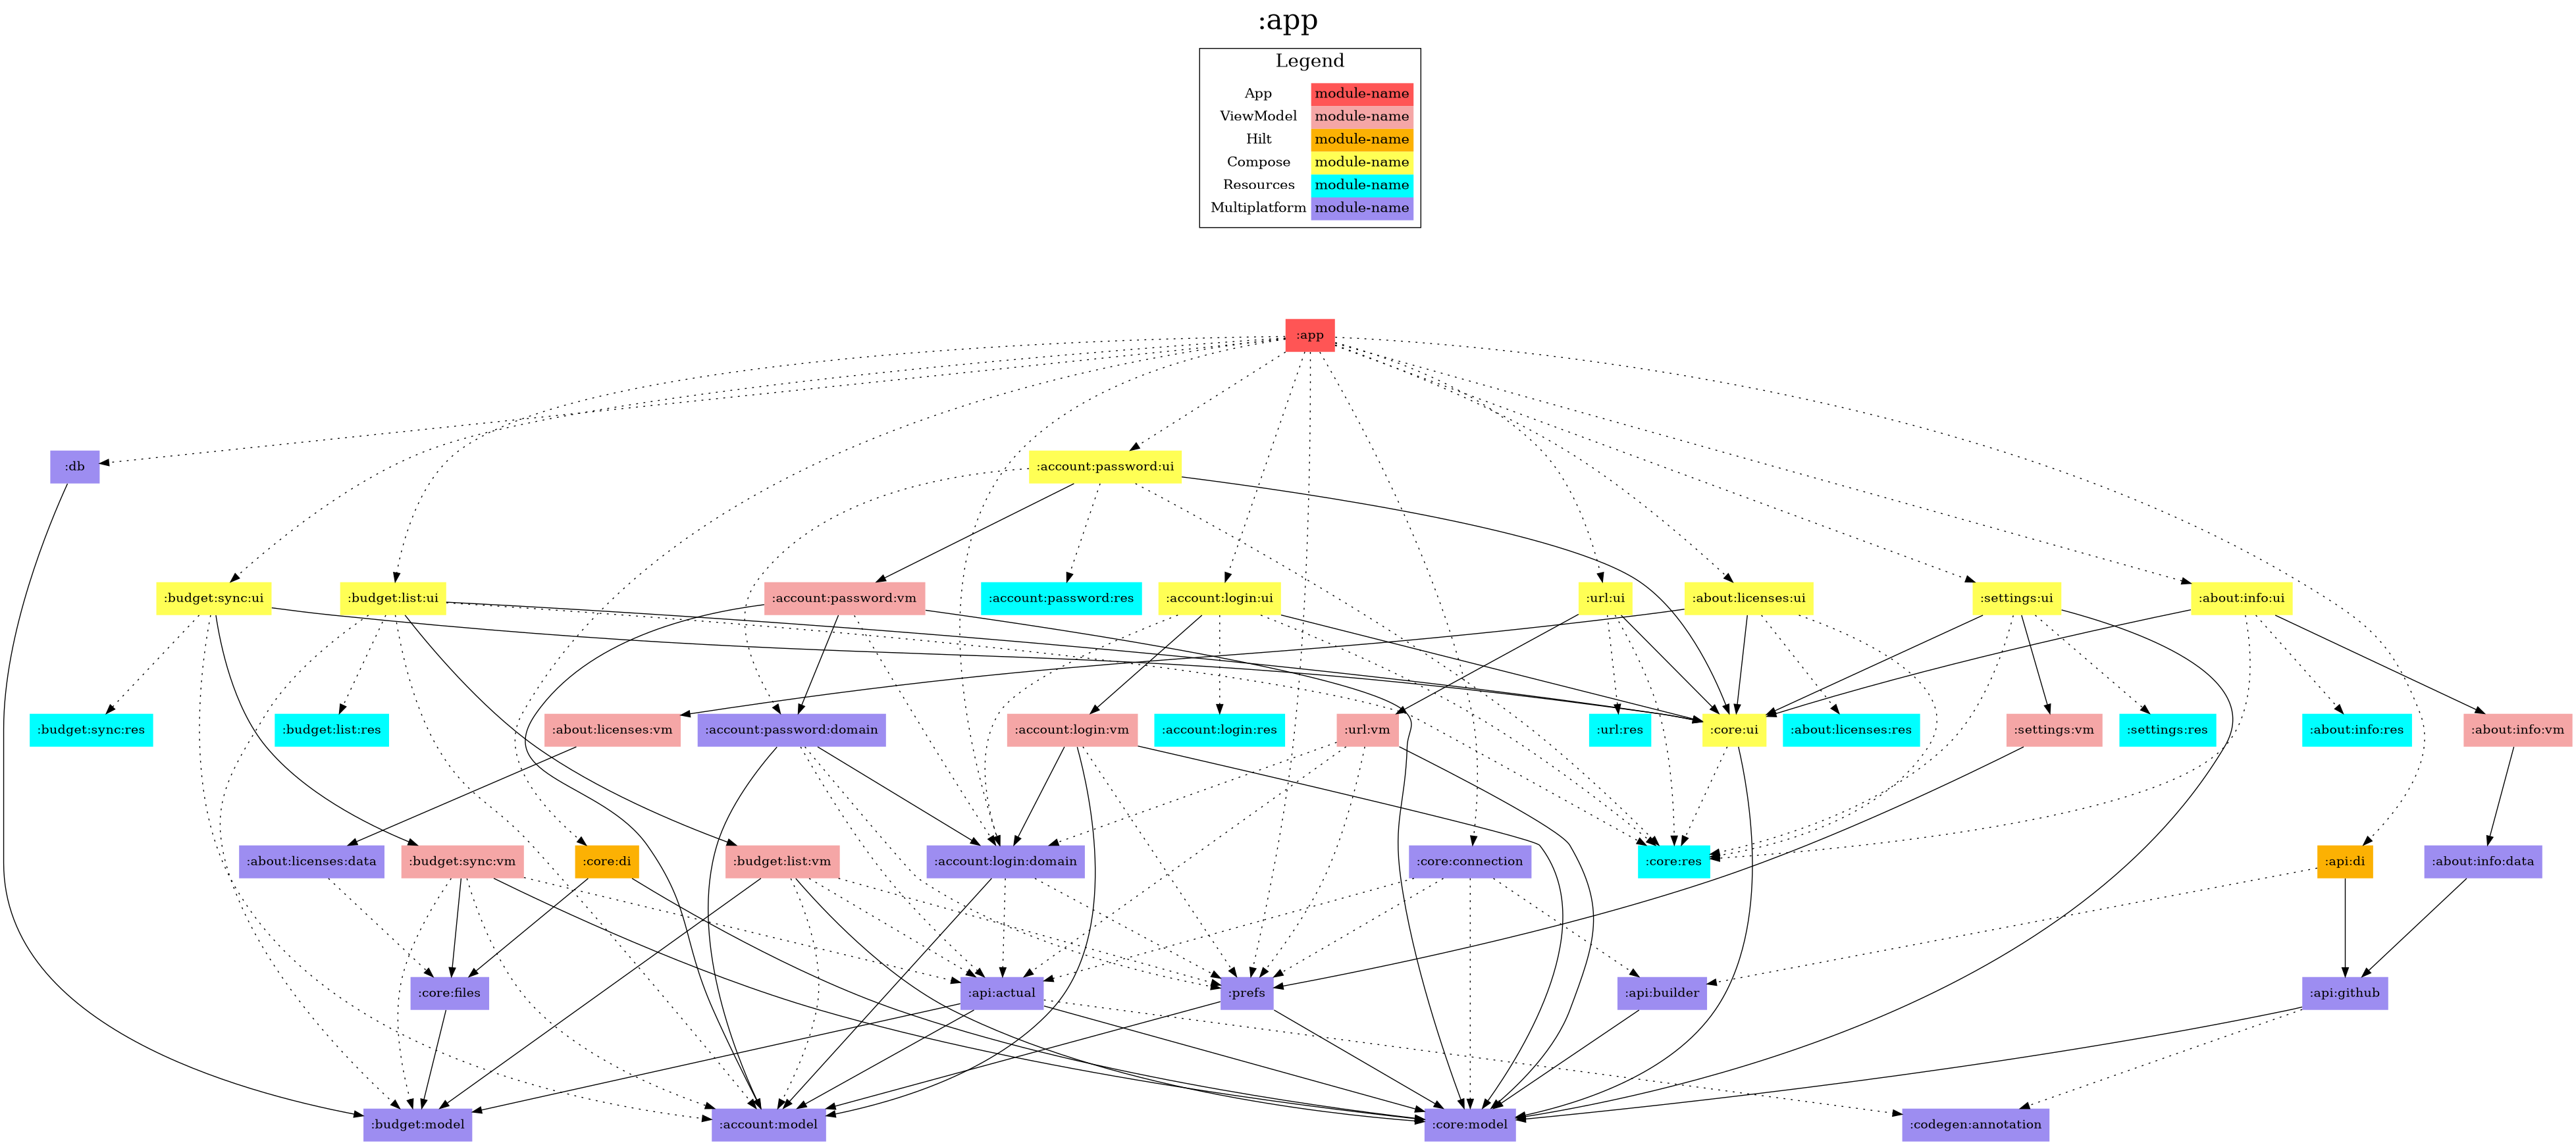 :app
Legend
App module-name
ViewModel module-name
Hilt module-name
Compose module-name
Resources module-name
Multiplatform module-name
:app
:db
:account:password:ui
:budget:sync:ui
:budget:list:ui
:account:password:vm
:account:password:res
:account:login:ui
:url:ui
:about:licenses:ui
:settings:ui
:about:info:ui
:budget:sync:res
:budget:list:res
:about:licenses:vm
:account:password:domain
:account:login:vm
:account:login:res
:url:vm
:url:res
:core:ui
:about:licenses:res
:settings:vm
:settings:res
:about:info:res
:about:info:vm
:about:licenses:data
:budget:sync:vm
:core:di
:budget:list:vm
:account:login:domain
:core:connection
:core:res
:api:di
:about:info:data
:core:files
:api:actual
:prefs
:api:builder
:api:github
:budget:model
:account:model
:core:model
:codegen:annotation